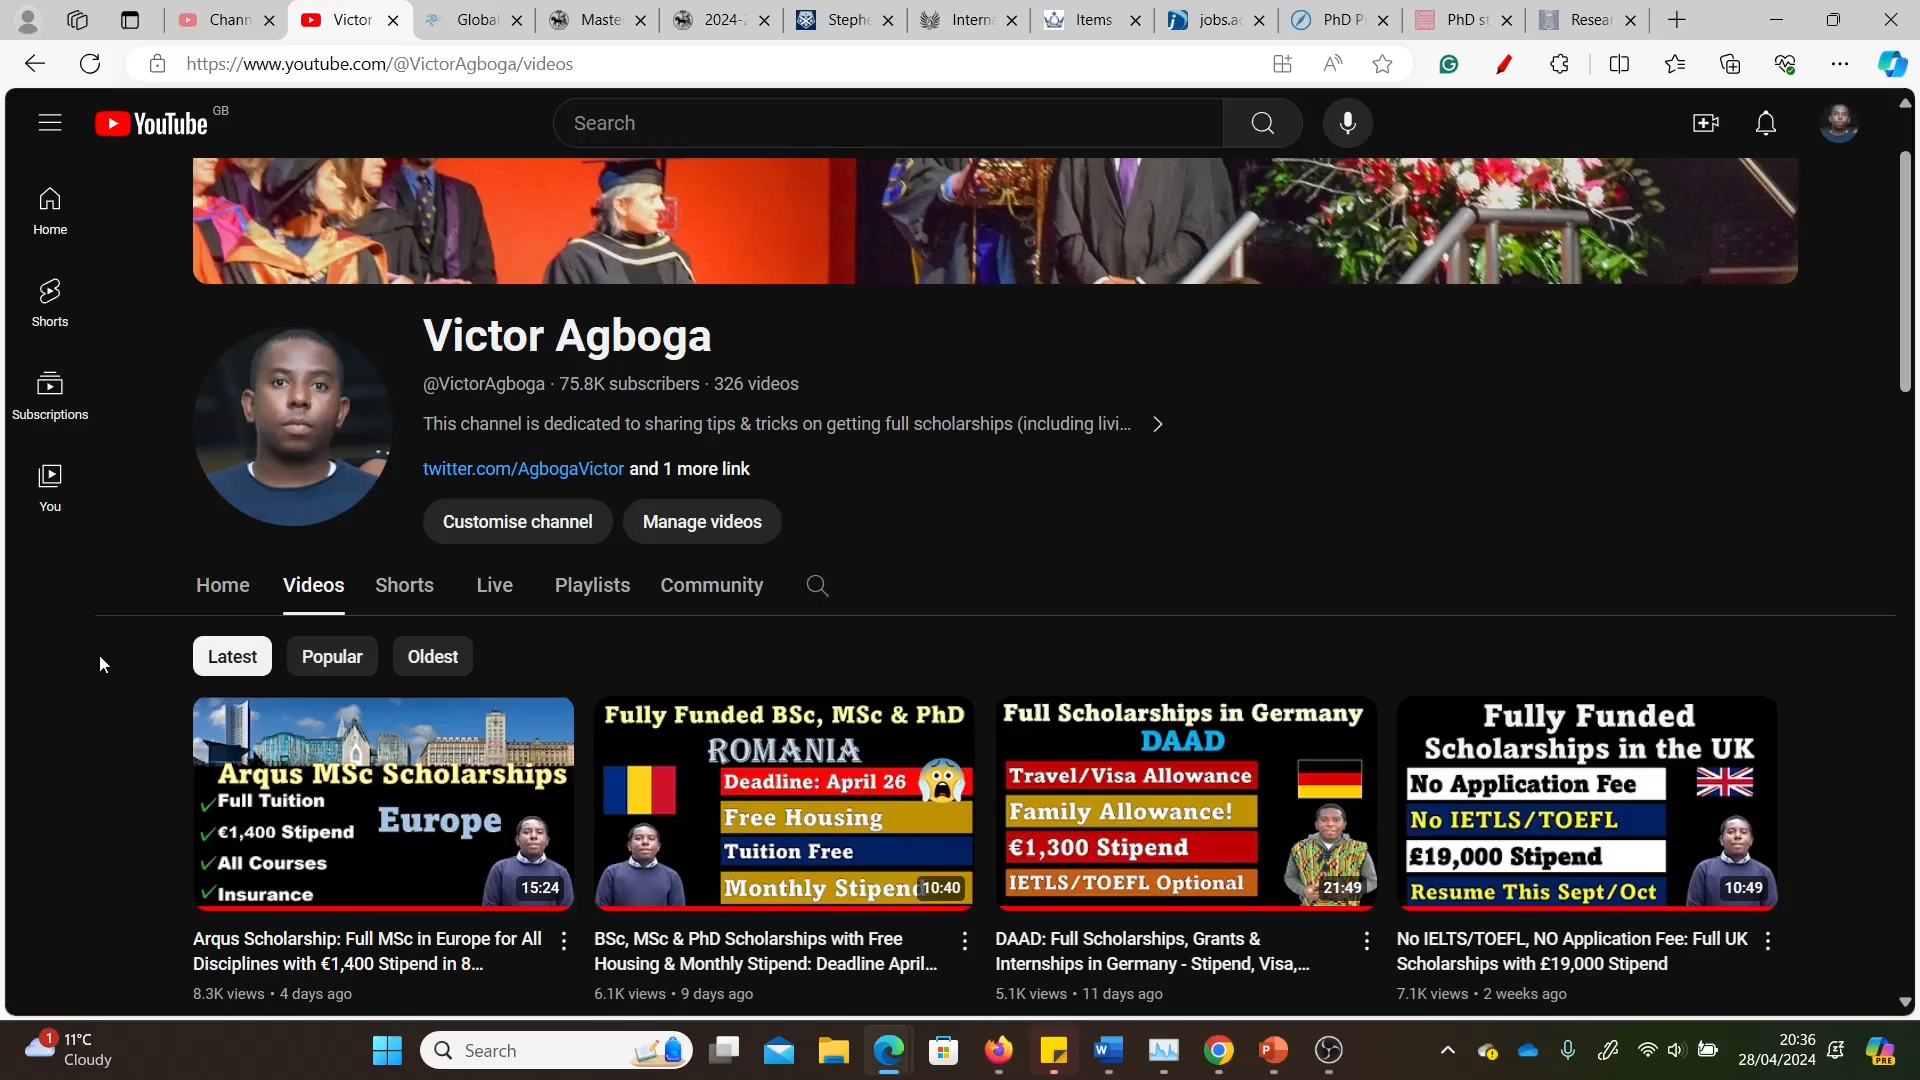 Chann
Victor
Global
Maste
2024-
Stephe
Interna
Items
jobs.ac
PhD P
PhD st
Resear
https://www.youtube.com/@VictorAgboga/videos
YouTube GB
Search
Home
Shorts
Subscriptions
You
Victor Agboga
@VictorAgboga · 75.8K subscribers · 326 videos
This channel is dedicated to sharing tips & tricks on getting full scholarships (including livi...
twitter.com/AgbogaVictor and 1 more link
Customise channel
Manage videos
Home
Videos
Shorts
Live
Playlists
Community
Latest
Popular
Oldest
Arqus MSc Scholarships
✓Full Tuition
✓€1,400 Stipend
✓All Courses
✓Insurance
Europe
15:24
Arqus Scholarship: Full MSc in Europe for All
Disciplines with €1,400 Stipend in 8...
8.3K views • 4 days ago
Fully Funded BSc, MSc & PhD
ROMANIA
Deadline: April 26
Free Housing
Tuition Free
Monthly Stipend
10:40
BSc, MSc & PhD Scholarships with Free
Housing & Monthly Stipend: Deadline April...
6.1K views • 9 days ago
Full Scholarships in Germany
DAAD
Travel/Visa Allowance
Family Allowance!
€1,300 Stipend
IETLS/TOEFL Optional
21:49
DAAD: Full Scholarships, Grants &
Internships in Germany - Stipend, Visa,...
5.1K views • 11 days ago
Fully Funded
Scholarships in the UK
No Application Fee
No IETLS/TOEFL
£19,000 Stipend
Resume This Sept/Oct
10:49
No IELTS/TOEFL, NO Application Fee: Full UK
Scholarships with £19,000 Stipend
7.1K views • 2 weeks ago
1
11°C
Cloudy
Search
20:36
28/04/2024
PRE